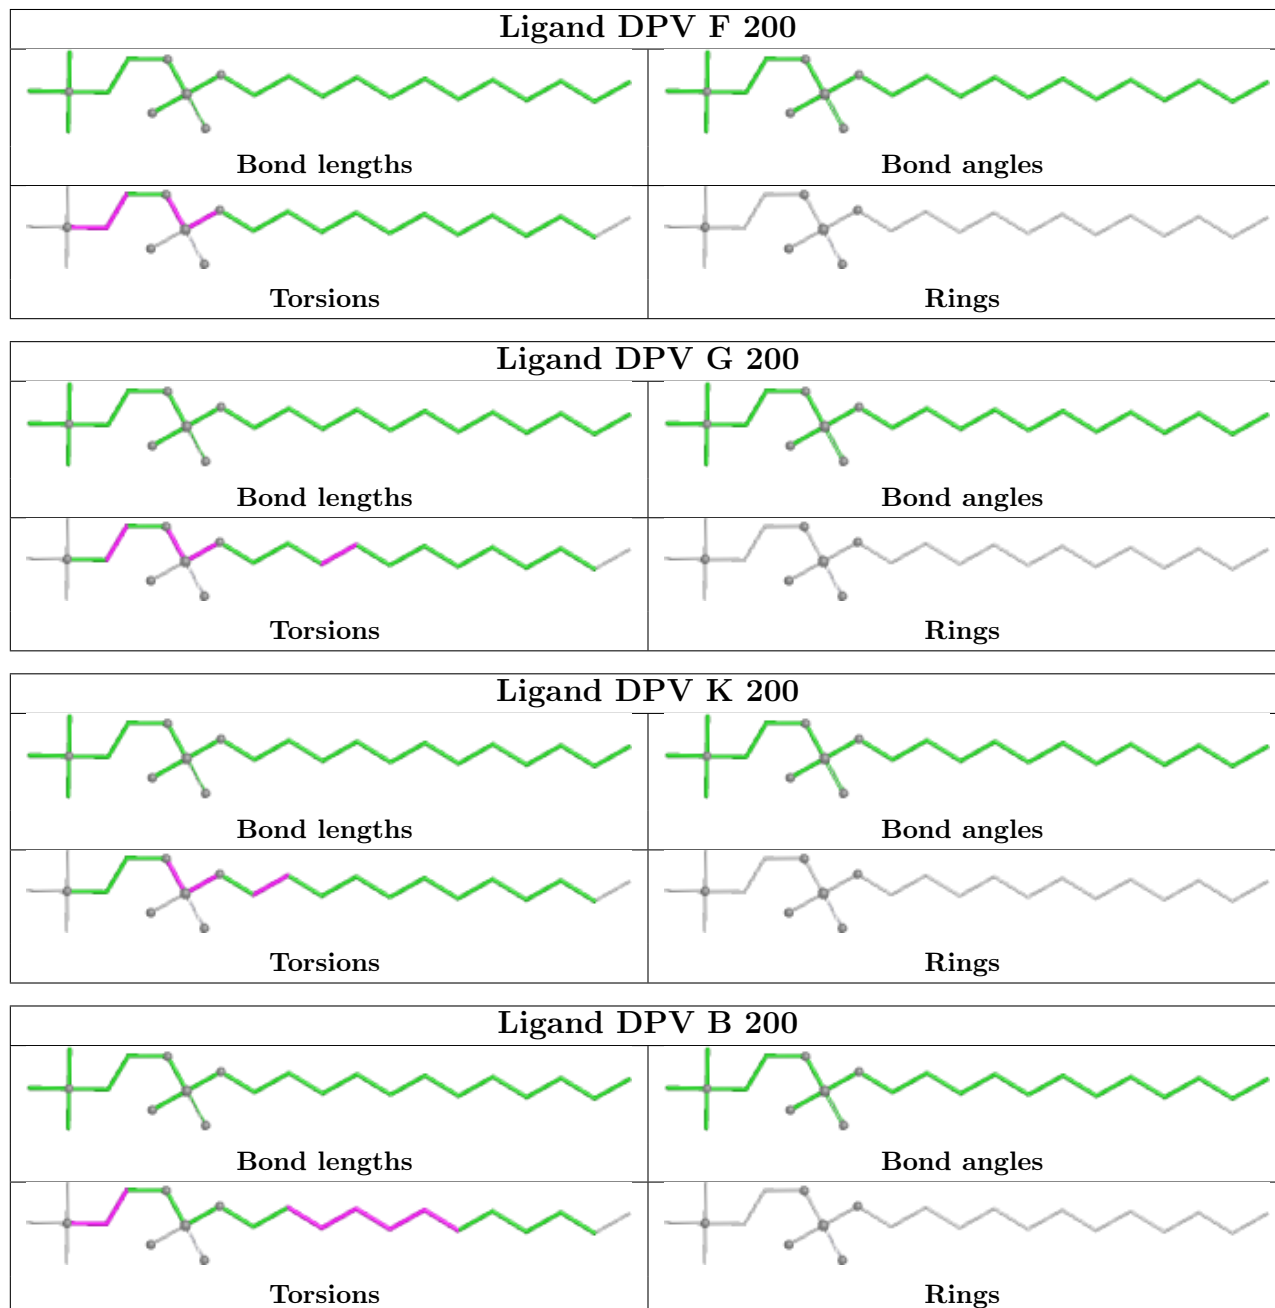 Ligand DPV F 200
Bond lengths
Bond angles
Torsions
Rings
Ligand DPV G 200
Bond lengths
Bond angles
Torsions
Rings
Ligand DPV K 200
Bond lengths
Bond angles
Torsions
Rings
Ligand DPV B 200
Bond lengths
Bond angles
Torsions
Rings